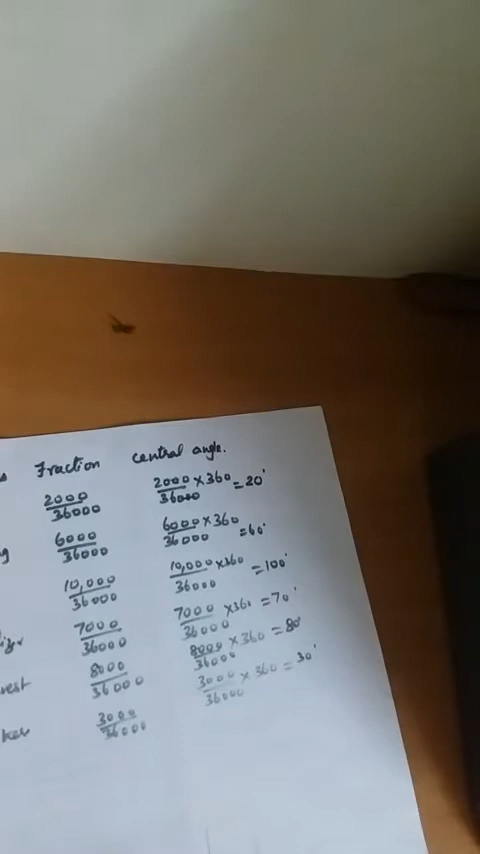 Fraction central angle.
2000/36000 2000/36000 × 360 = 20°
6000/36000 6000/36000 × 360 = 60°
10,000/36000 10,000/36000 × 360 = 100°
7000/36000 7000/36000 × 360 = 70°
8000/36000 8000/36000 × 360 = 80°
3000/36000 3000/36000 × 360 = 30°